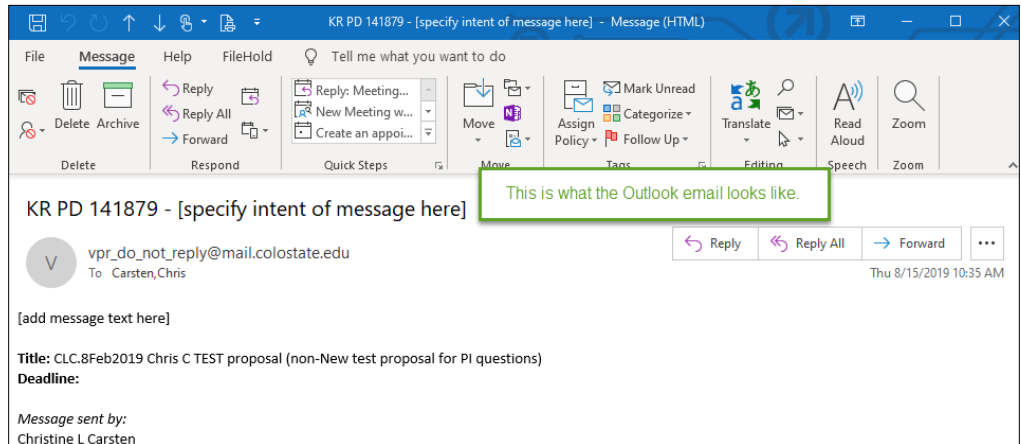 KR PD 141879 - [specify intent of message here] - Message (HTML)
File Message Help FileHold Tell me what you want to do
Delete Archive
Reply
Reply All
Forward
Reply: Meeting...
New Meeting w...
Create an appoi...
Move
Assign Policy
Mark Unread
Categorize
Follow Up
Translate
Read Aloud
Zoom
Delete Respond Quick Steps Move Tags Editing Speech Zoom
This is what the Outlook email looks like.
KR PD 141879 - [specify intent of message here]
Reply Reply All Forward
V
vpr_do_not_reply@mail.colostate.edu
To Carsten,Chris
Thu 8/15/2019 10:35 AM
[add message text here]
Title: CLC.8Feb2019 Chris C TEST proposal (non-New test proposal for PI questions)
Deadline:
Message sent by:
Christine L Carsten